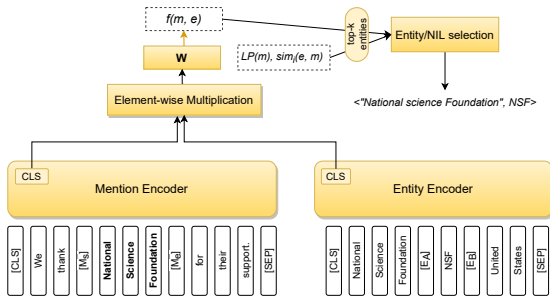 f(m, e)
top-k
entities
Entity/NIL selection
LP(m), simᵢ(e, m)
W
Element-wise Multiplication
<"National science Foundation", NSF>
CLS
Mention Encoder
CLS
Entity Encoder
[CLS]
We
thank
[Mₛ]
National
Science
Foundation
[Mₑ]
for
their
support.
[SEP]
[CLS]
National
Science
Foundation
[E_A]
NSF
[E_B]
United
States
[SEP]